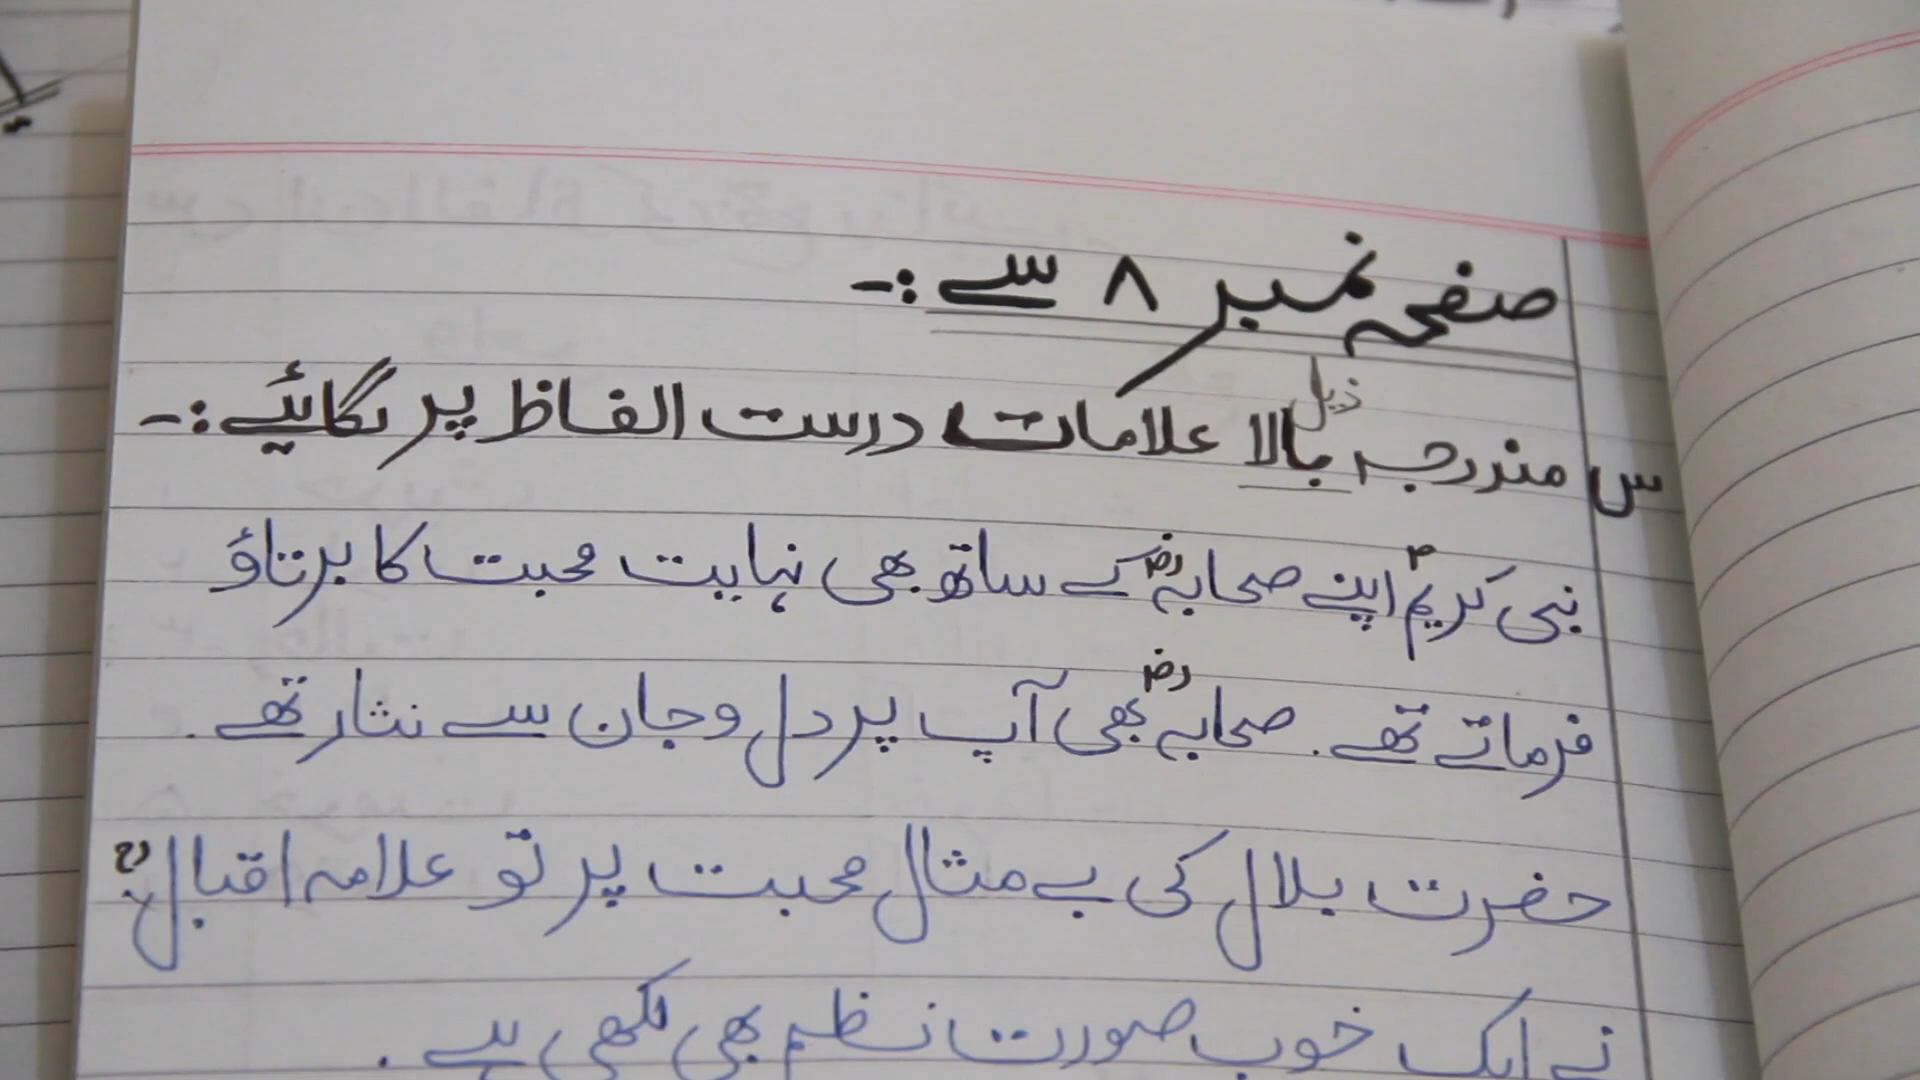 صفحہ نمبر ۸ سے :-
ذیل
س مندرجہ بالا علامات درست الفاظ پر لگائیے :-
نبی کریمؐ اپنے صحابہؓ کے ساتھ بھی نہایت محبت کا برتاؤ
فرماتے تھے ۔ صحابہؓ بھی آپ پر دل و جان سے نثار تھے ۔
حضرت بلال کی بے مثال محبت پر تو علامہ اقبالؒ
نے ایک خوب صورت نظم بھی لکھی ہے ۔